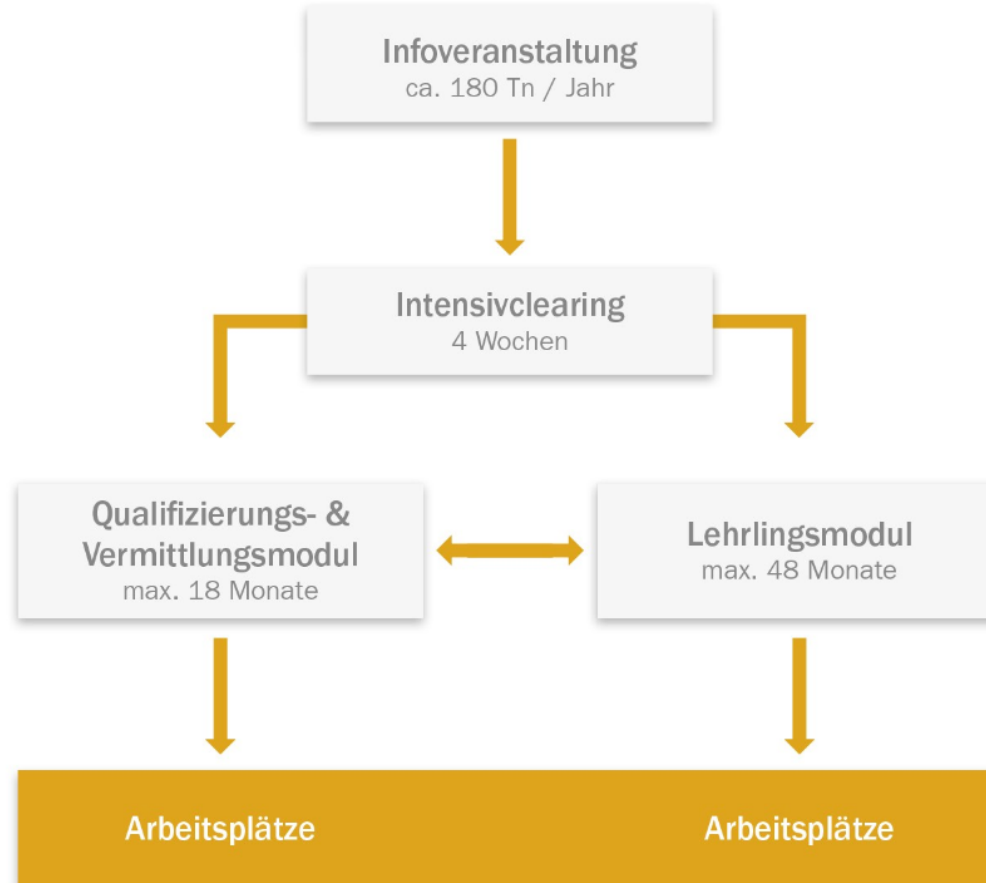 Infoveranstaltung
ca. 180 Tn / Jahr
Intensivclearing
4 Wochen
Qualifizierungs- &
Vermittlungsmodul
max. 18 Monate
Lehrlingsmodul
max. 48 Monate
Arbeitsplätze
Arbeitsplätze